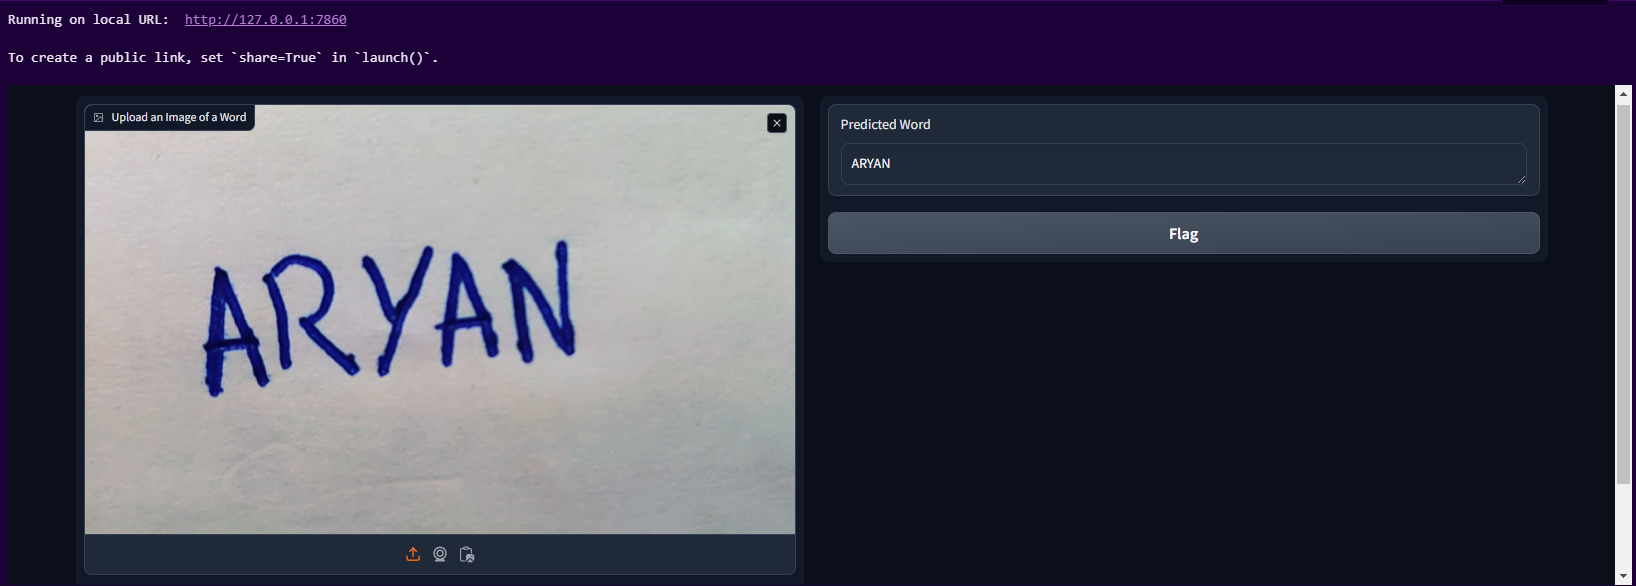 Running on local URL:  http://127.0.0.1:7860
To create a public link, set `share=True` in `launch()`.
Upload an Image of a Word
ARYAN
Predicted Word
ARYAN
Flag